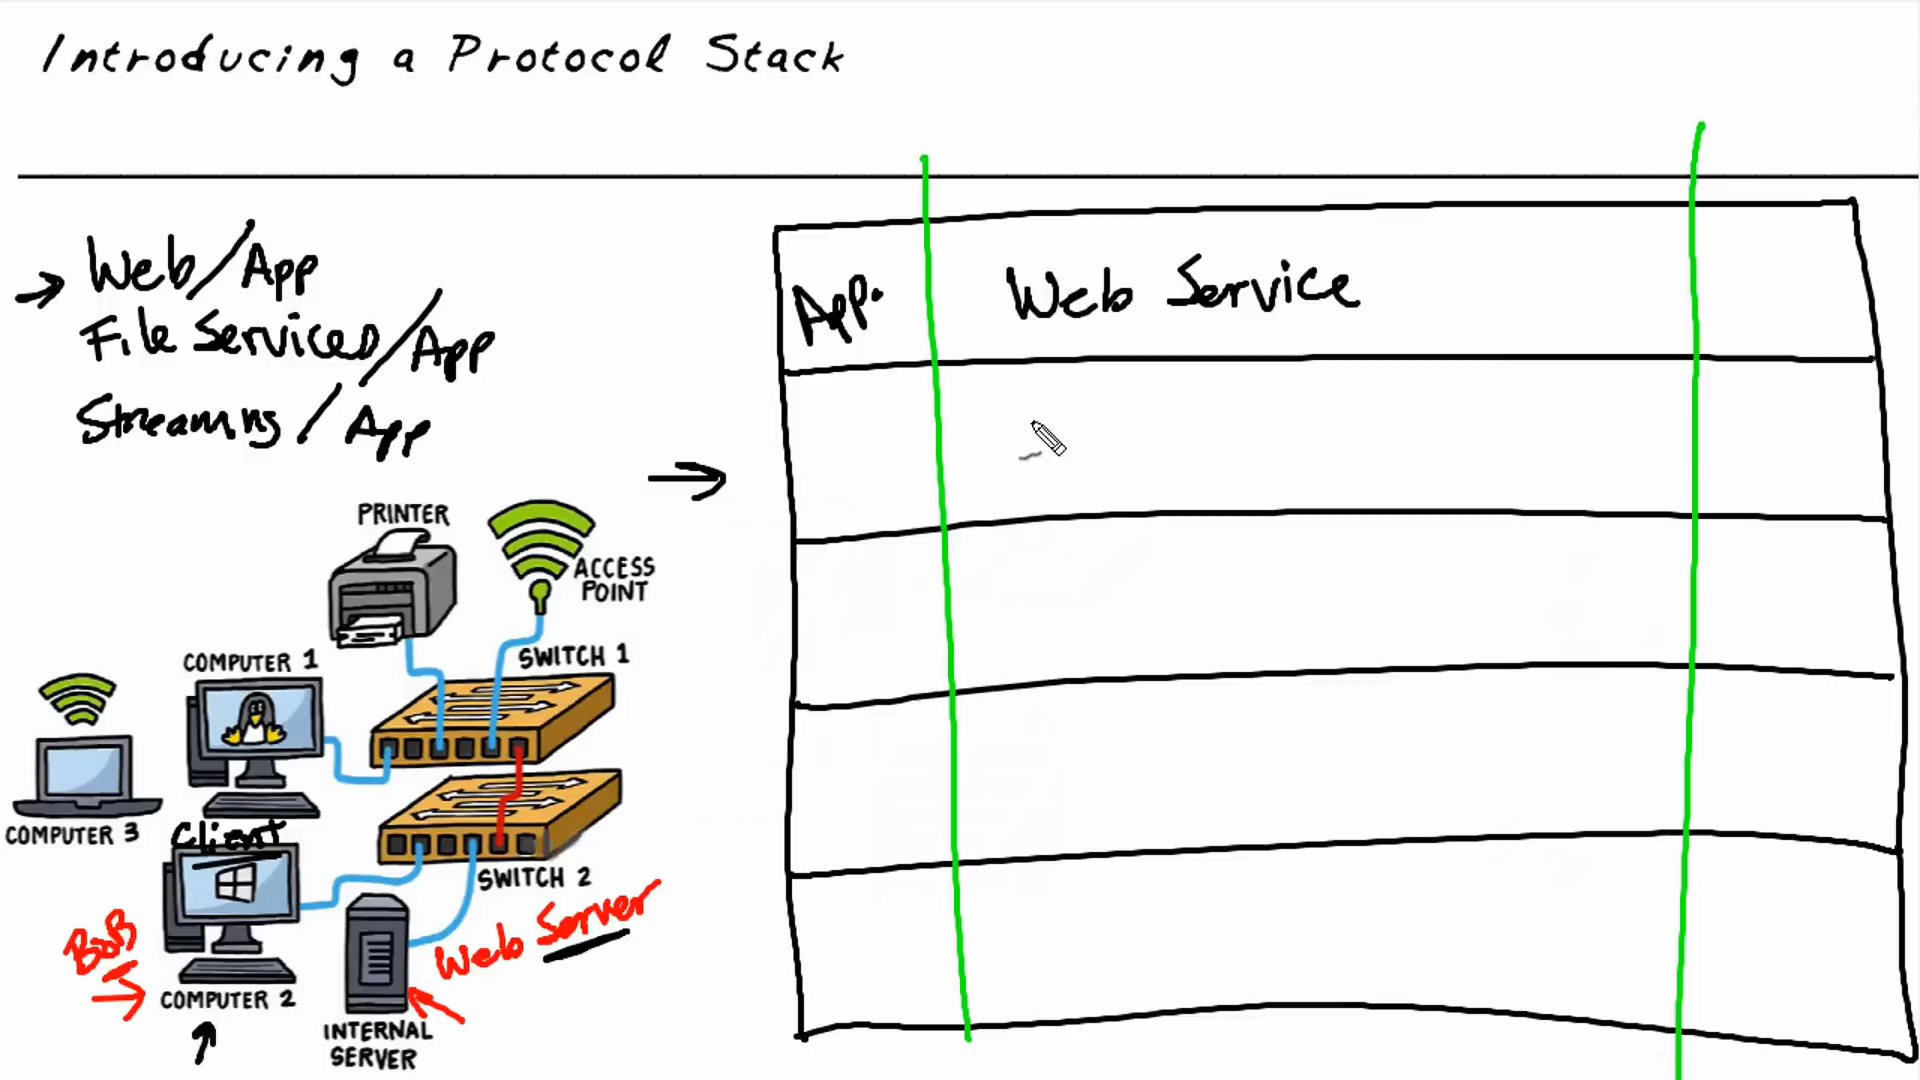 Introducing a Protocol Stack
Web/App
File Services/App
Streaming/App
App. Web Service
PRINTER
ACCESS
POINT
SWITCH 1
COMPUTER 1
COMPUTER 3
Client
SWITCH 2
Web Server
BoB
COMPUTER 2
INTERNAL
SERVER